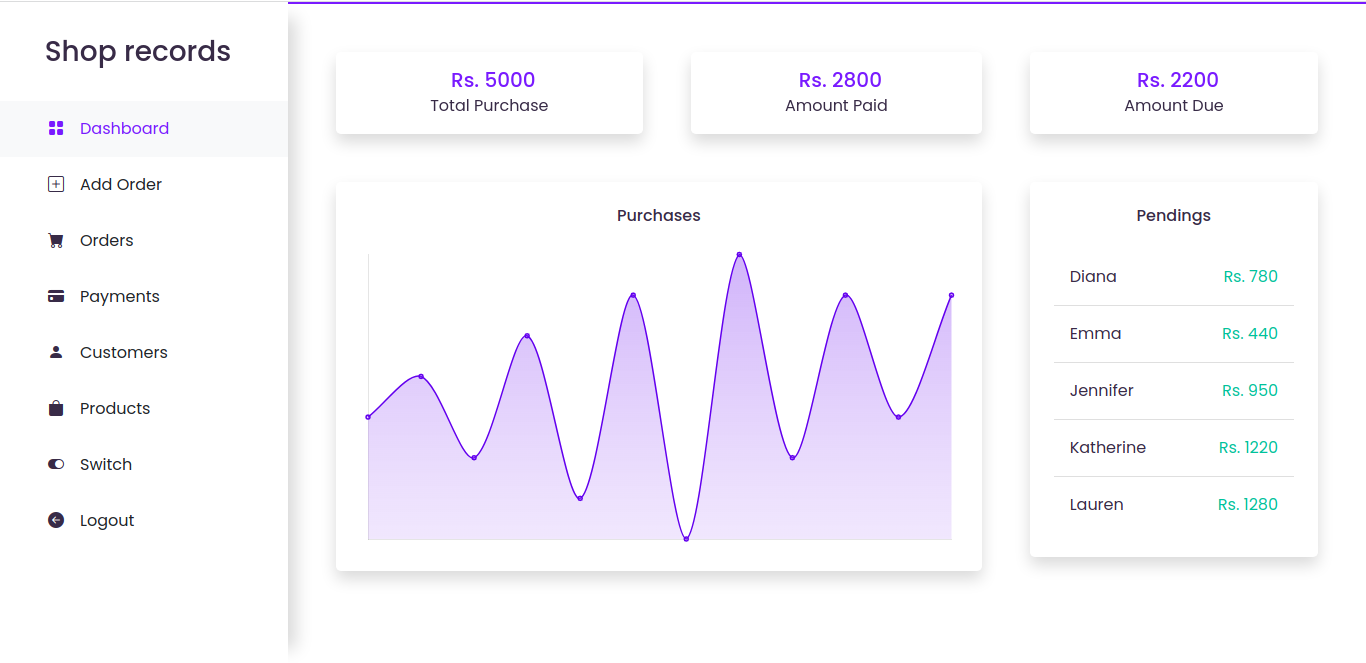 Shop records
Dashboard
Add Order
Orders
Payments
Customers
Products
Switch
Logout
Rs. 5000
Total Purchase
Rs. 2800
Amount Paid
Rs. 2200
Amount Due
Purchases
Pendings
Diana Rs. 780
Emma Rs. 440
Jennifer Rs. 950
Katherine Rs. 1220
Lauren Rs. 1280